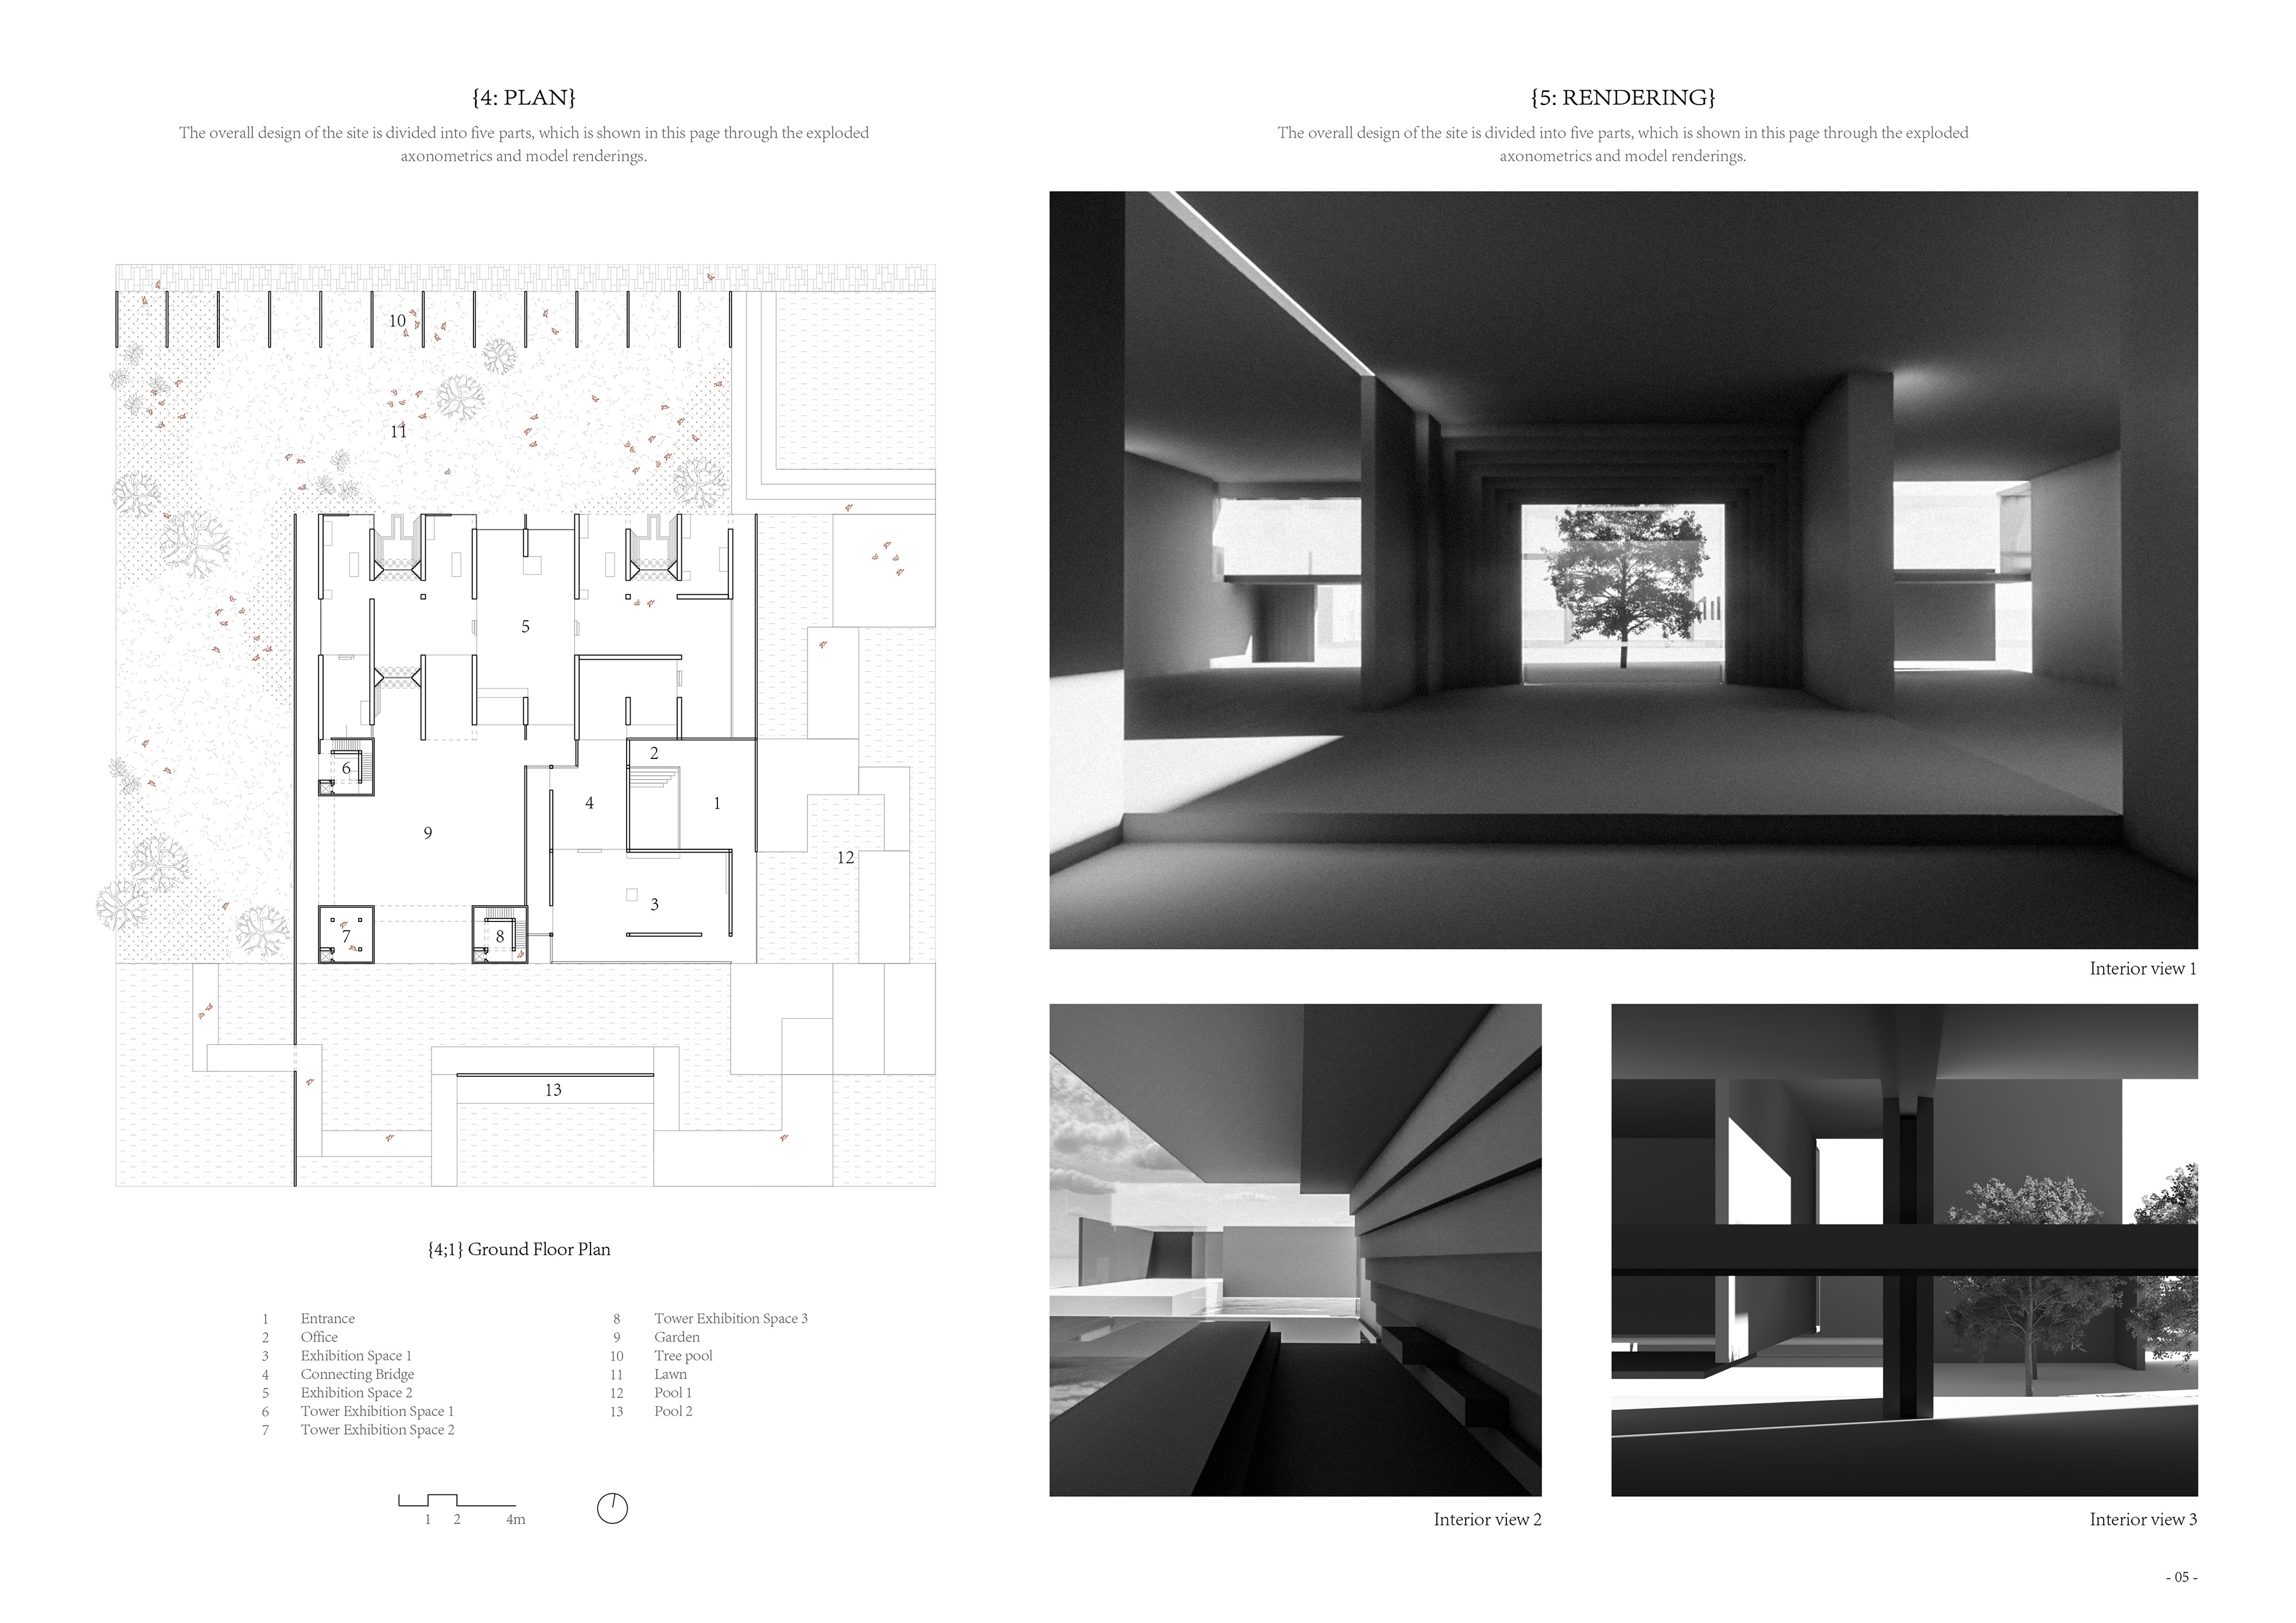 {4: PLAN}
The overall design of the site is divided into five parts, which is shown in this page through the exploded
axonometrics and model renderings.
10
11
5
2
6
4
1
9
12
3
7
8
13
{4;1} Ground Floor Plan
1 Entrance
2 Office
3 Exhibition Space 1
4 Connecting Bridge
5 Exhibition Space 2
6 Tower Exhibition Space 1
7 Tower Exhibition Space 2
8 Tower Exhibition Space 3
9 Garden
10 Tree pool
11 Lawn
12 Pool 1
13 Pool 2
1 2 4m
{5: RENDERING}
The overall design of the site is divided into five parts, which is shown in this page through the exploded
axonometrics and model renderings.
Interior view 1
Interior view 2
Interior view 3
- 05 -